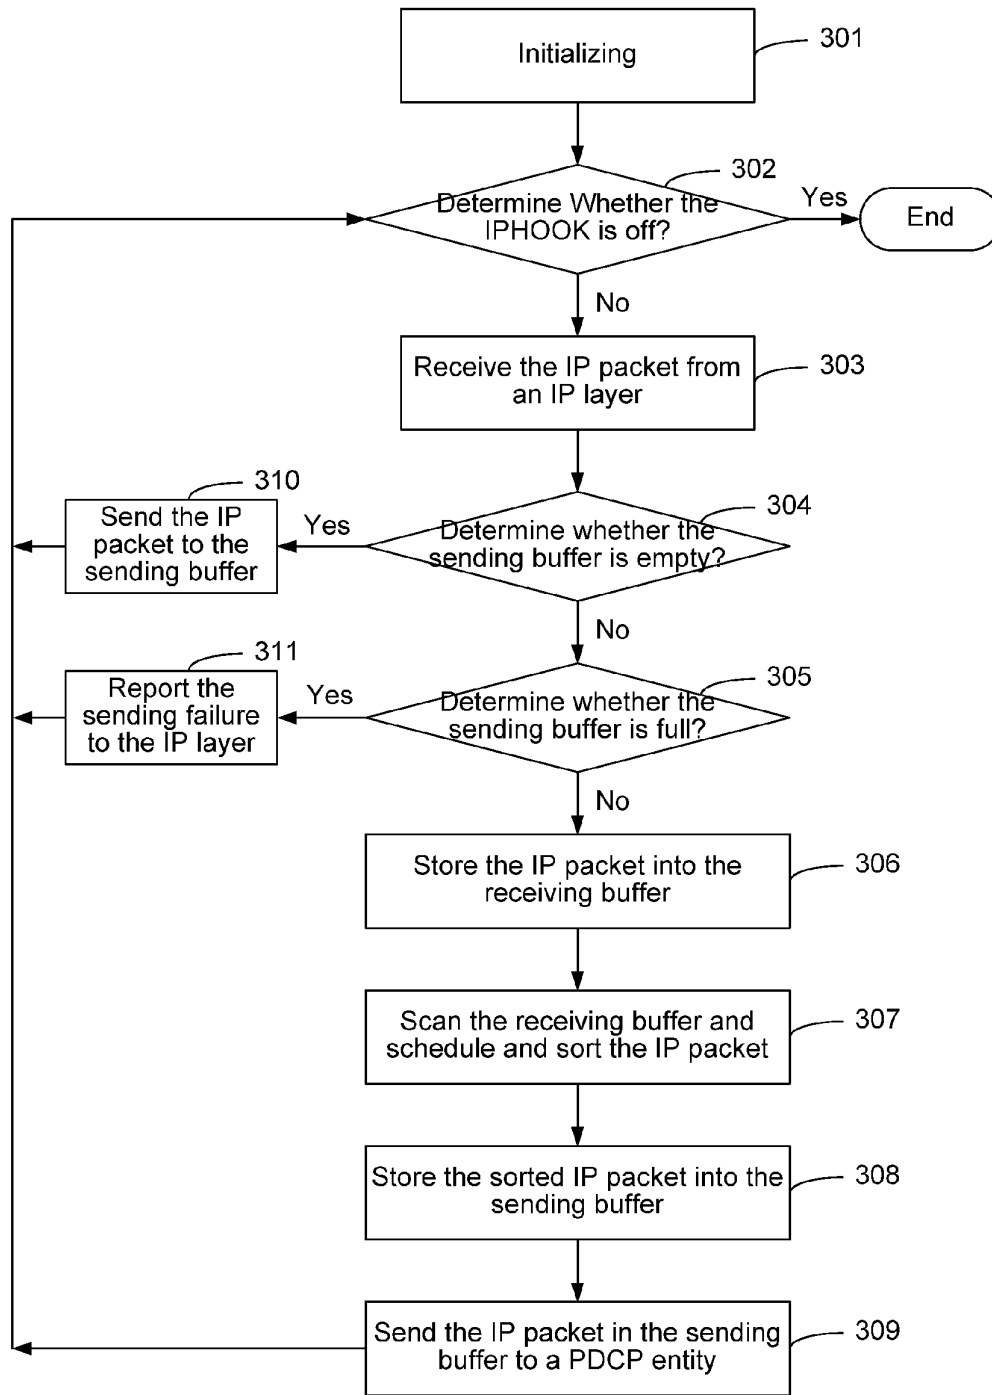 Initializing
301
Determine Whether the
IPHOOK is off?
302
Yes
End
No
Receive the IP packet from
an IP layer
303
Determine whether the
sending buffer is empty?
304
Yes
Send the IP
packet to the
sending buffer
310
No
Determine whether the
sending buffer is full?
305
Yes
Report the
sending failure
to the IP layer
311
No
Store the IP packet into the
receiving buffer
306
Scan the receiving buffer and
schedule and sort the IP packet
307
Store the sorted IP packet into the
sending buffer
308
Send the IP packet in the sending
buffer to a PDCP entity
309